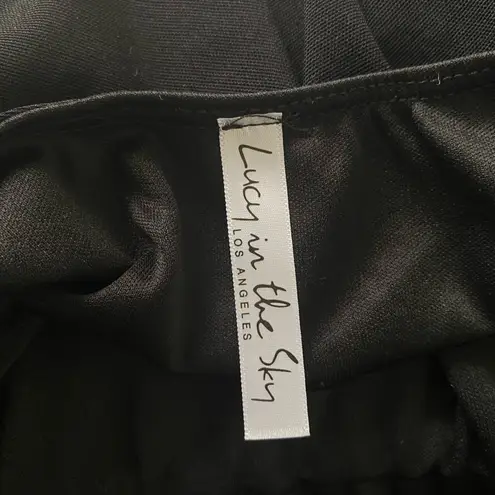 Lucy in the Sky
LOS ANGELES